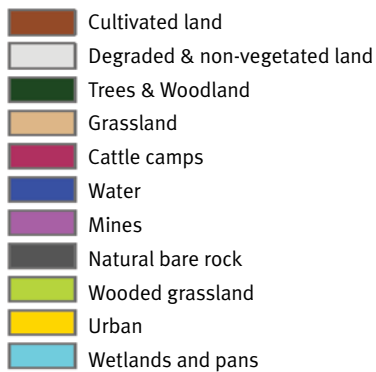 Cultivated land
Degraded & non-vegetated land
Trees & Woodland
Grassland
Cattle camps
Water
Mines
Natural bare rock
Wooded grassland
Urban
Wetlands and pans